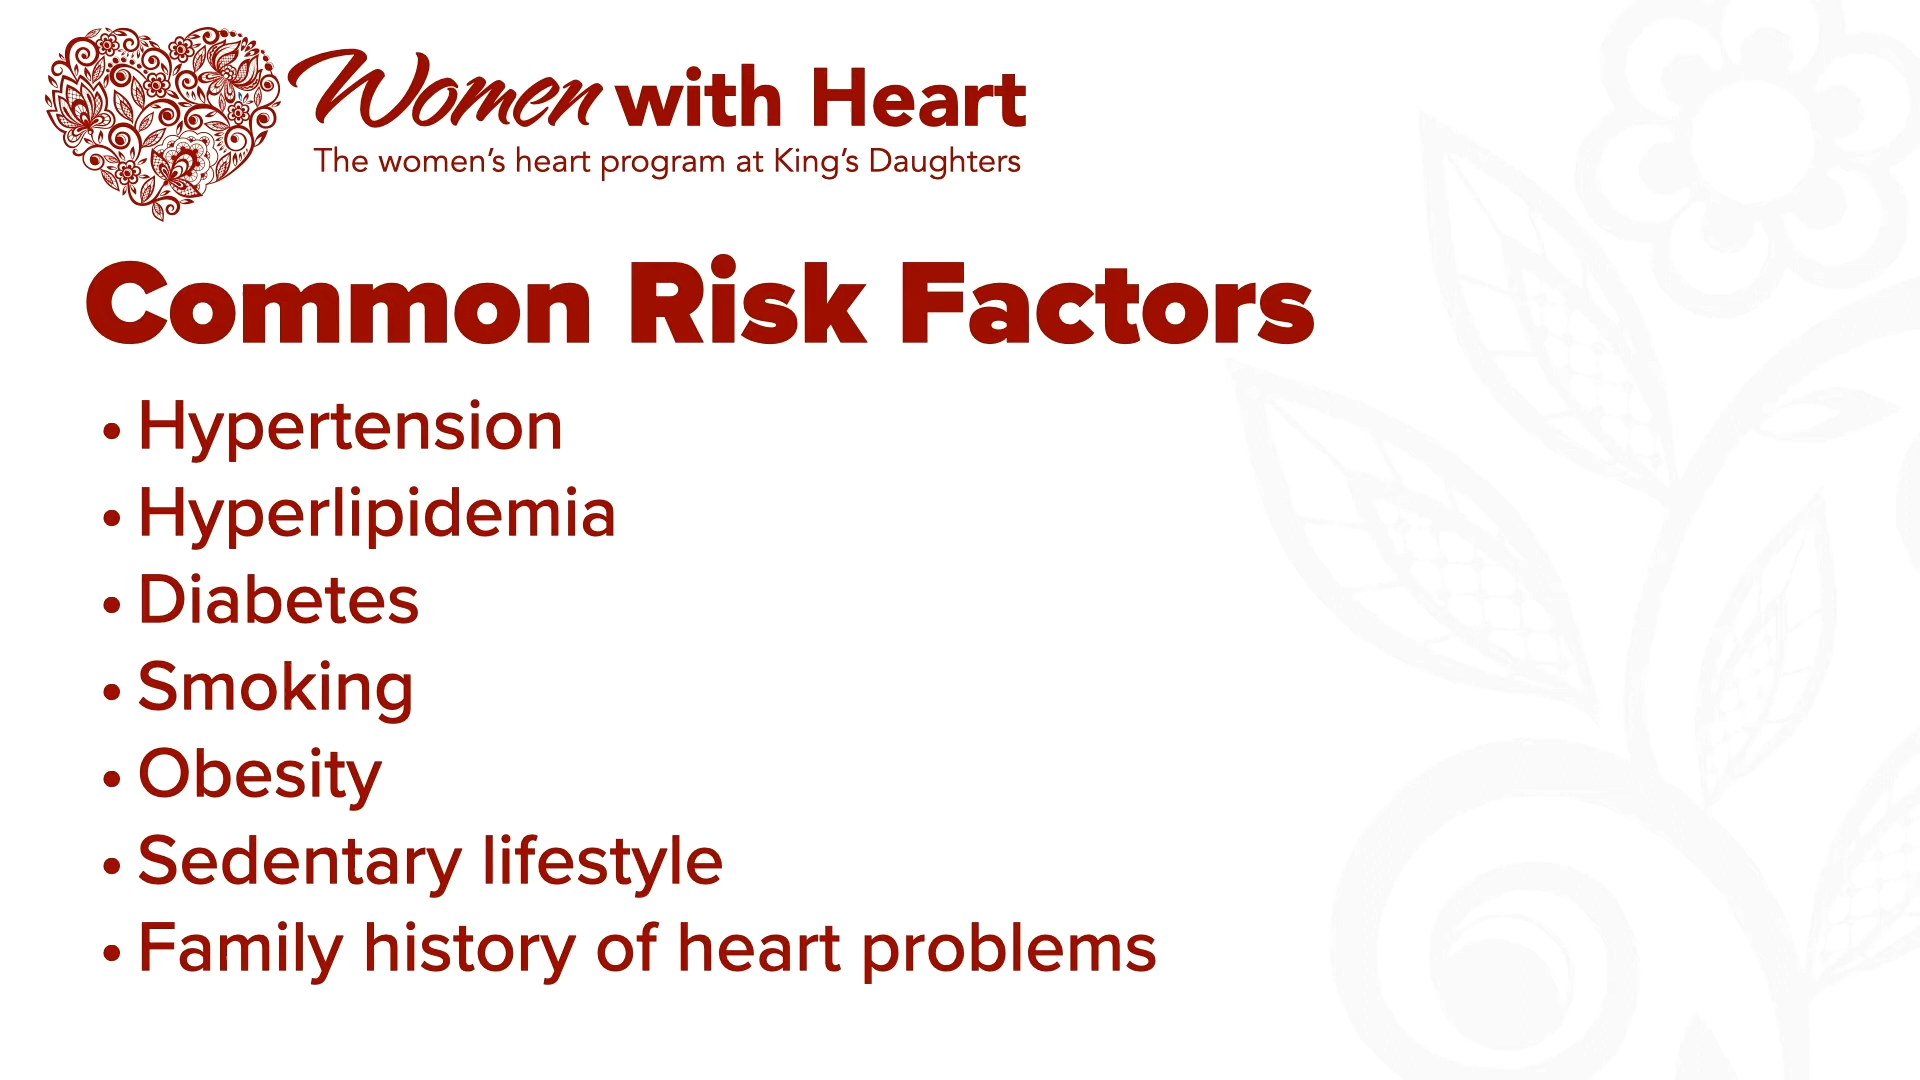 Women with Heart
The women’s heart program at King’s Daughters
Common Risk Factors
• Hypertension
• Hyperlipidemia
• Diabetes
• Smoking
• Obesity
• Sedentary lifestyle
• Family history of heart problems